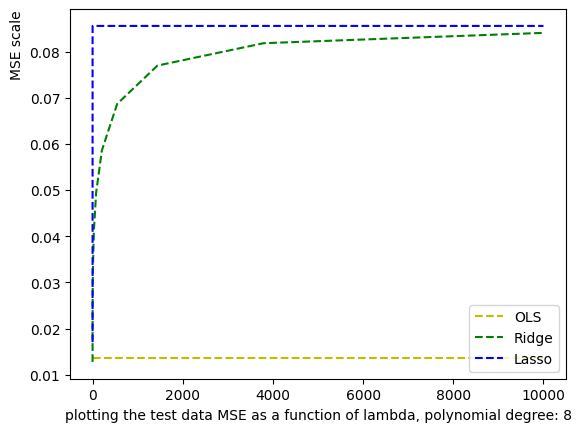 MSE scale
0.08
0.07
0.06
0.05
0.04
0.03
0.02
0.01
OLS
Ridge
Lasso
0 2000 4000 6000 8000 10000
plotting the test data MSE as a function of lambda, polynomial degree: 8